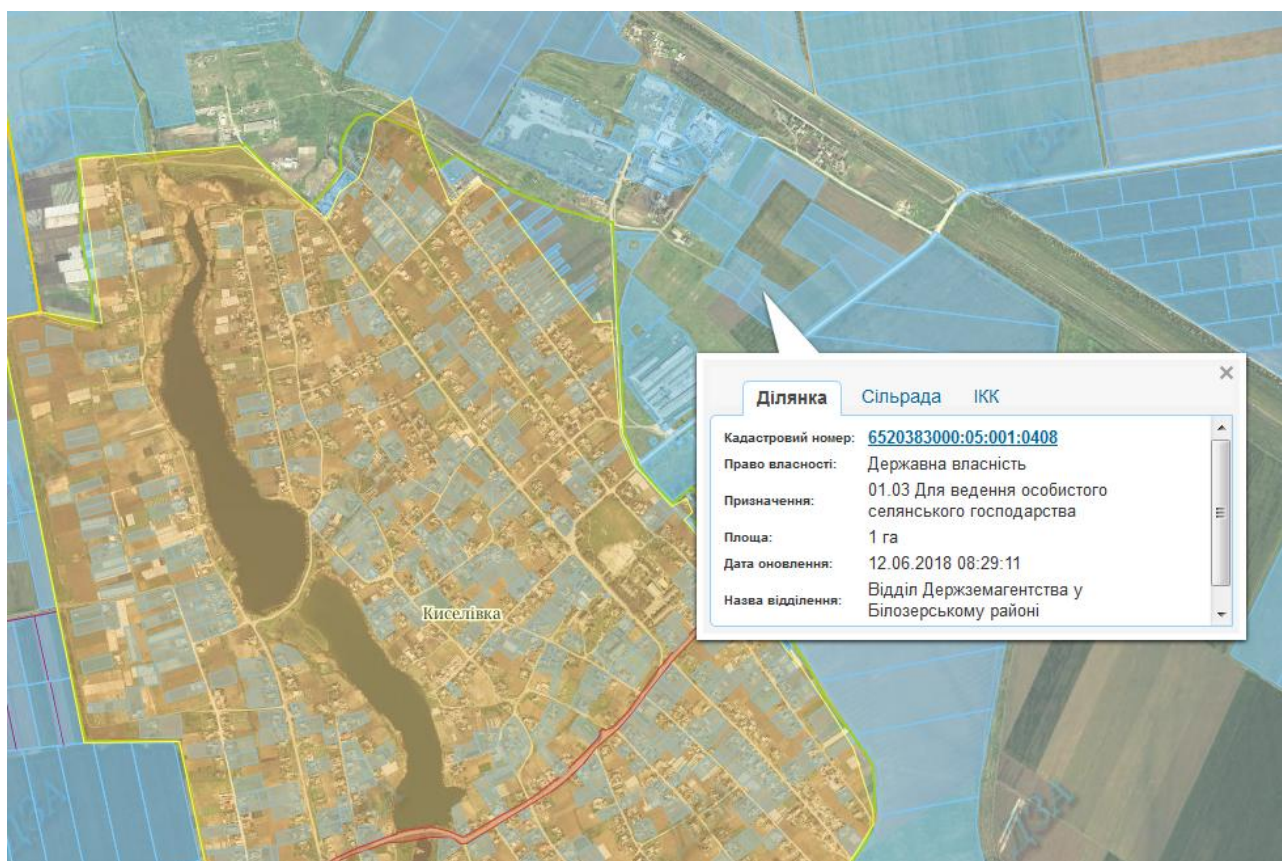 ДЗА
Ділянка Сільрада ІКК
Кадастровий номер: 6520383000:05:001:0408
Право власності: Державна власність
Призначення: 01.03 Для ведення особистого
селянського господарства
Площа: 1 га
Дата оновлення: 12.06.2018 08:29:11
Назва відділення: Відділ Держземагентства у
Білозерському районі
Киселівка
ДЗА